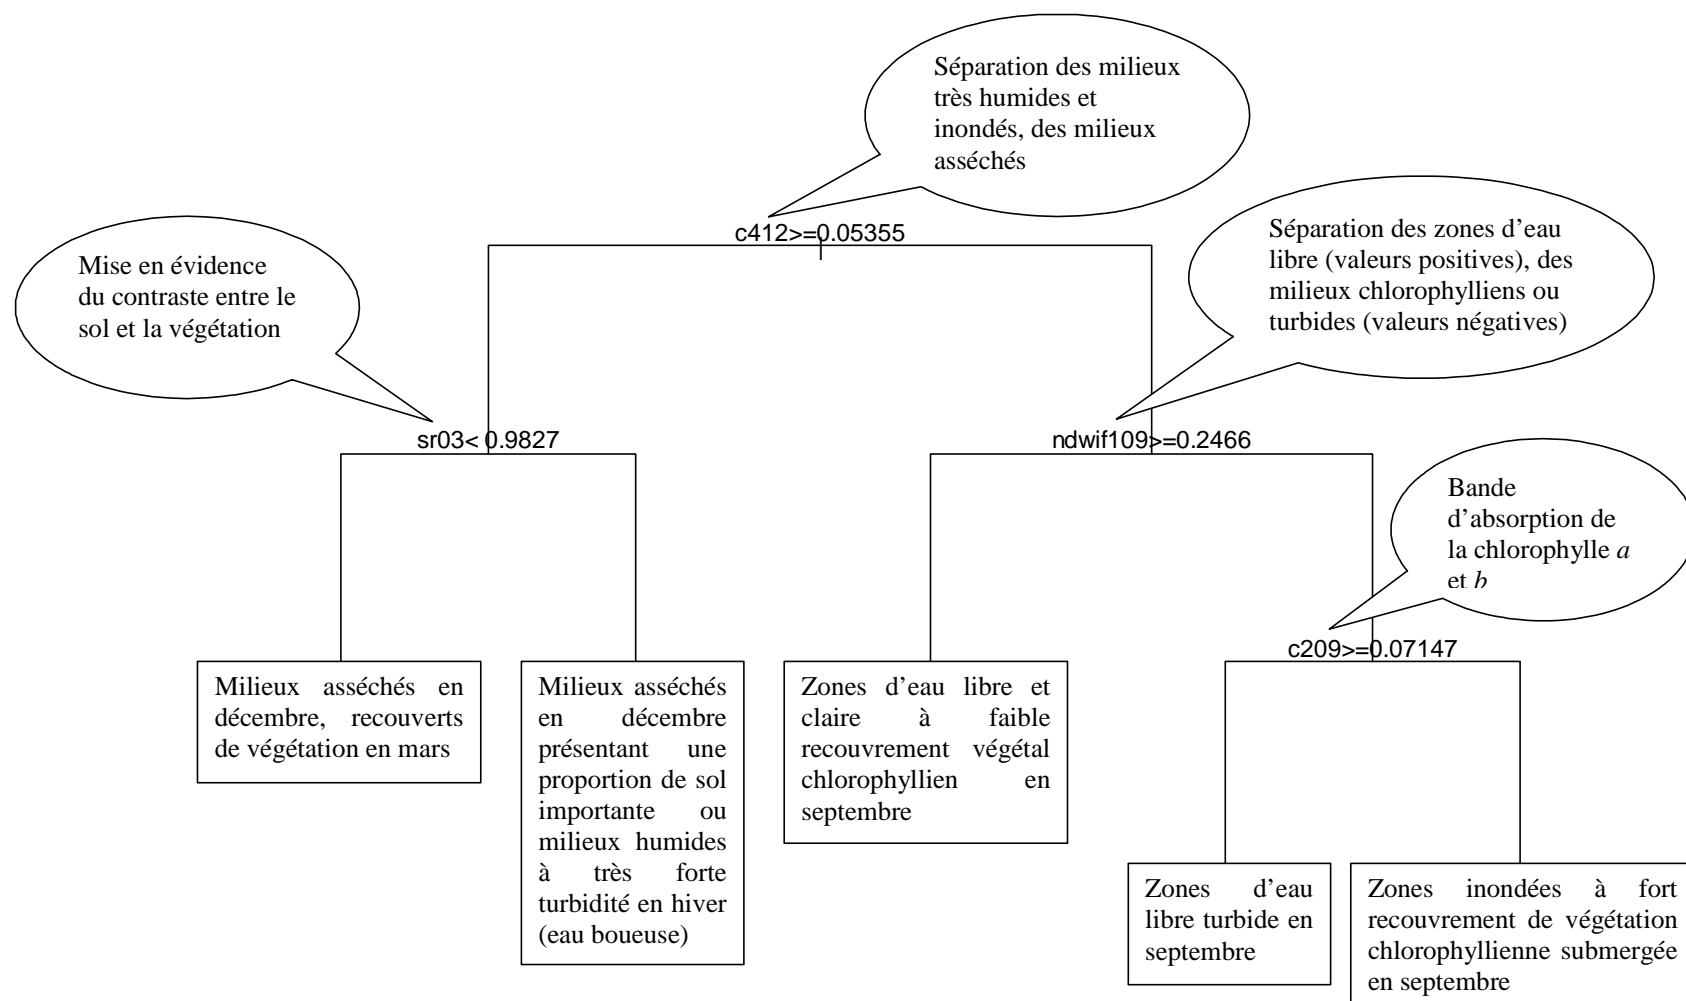 Séparation des milieux
très humides et
inondés, des milieux
asséchés
c412>=0.05355
Mise en évidence
du contraste entre le
sol et la végétation
Séparation des zones d’eau
libre (valeurs positives), des
milieux chlorophylliens ou
turbides (valeurs négatives)
sr03< 0.9827
ndwif109>=0.2466
Bande
d’absorption de
la chlorophylle a
et b
c209>=0.07147
Milieux asséchés en
décembre, recouverts
de végétation en mars
Milieux asséchés
en décembre
présentant une
proportion de sol
importante ou
milieux humides
à très forte
turbidité en hiver
(eau boueuse)
Zones d’eau libre et
claire à faible
recouvrement végétal
chlorophyllien en
septembre
Zones d’eau
libre turbide en
septembre
Zones inondées à fort
recouvrement de végétation
chlorophyllienne submergée
en septembre